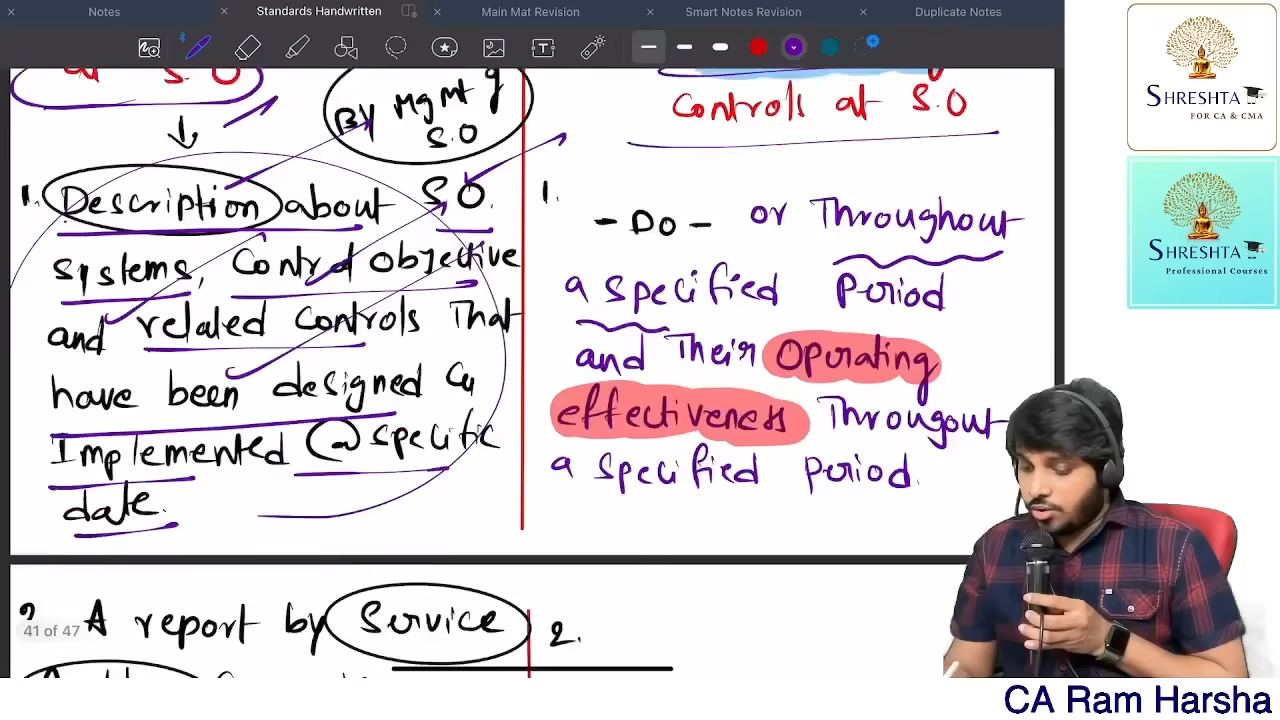 Notes
Standards Handwritten
Main Mat Revision
Smart Notes Revision
Duplicate Notes
at S.O
By Mgmt of
S.O
1. Description about S.O.
systems, Control objective
and related controls That
have been designed &
Implemented @ specific
date.
Controls at S.O
1.
- Do - or Throughout
a specified Period
and Their Operating
effectiveness Througout
a specified period.
41 of 47
A report by Service
2.
SHRESHTA
FOR CA & CMA
SHRESHTA
Professional Courses
CA Ram Harsha